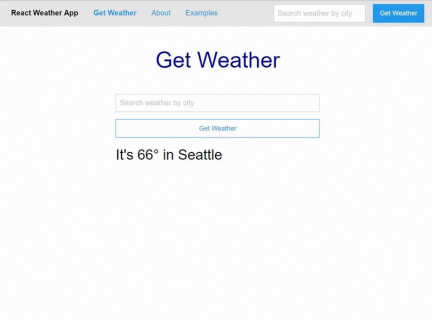 React Weather App Get Weather About Examples Search weather by city Get Weather
Get Weather
Search weather by city
Get Weather
It's 66° in Seattle